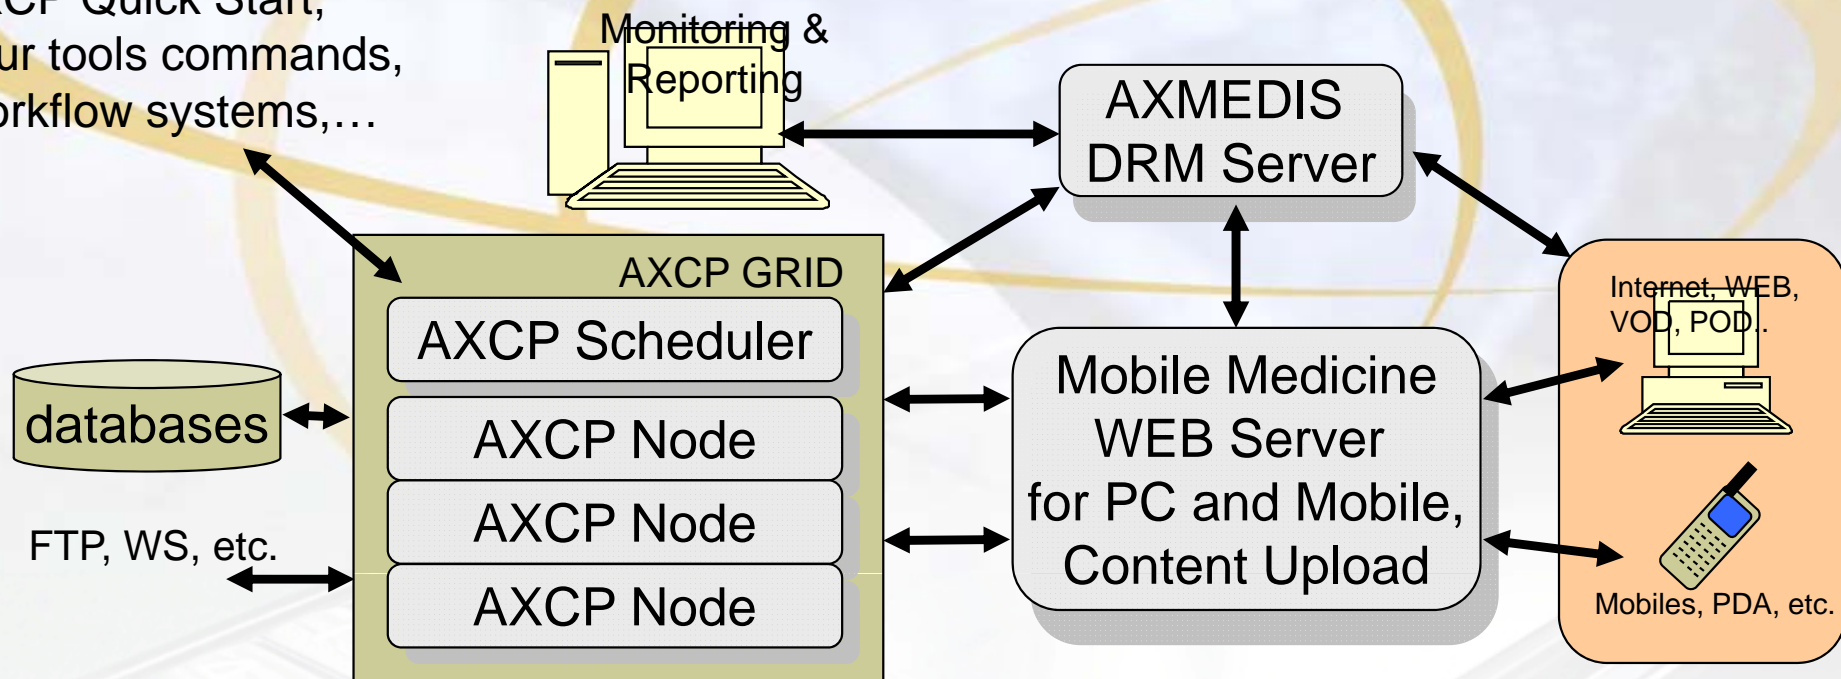 Quick Start,
tools commands,
systems,…
Monitoring &
Reporting
AXMEDIS
DRM Server
AXCP GRID
AXCP Scheduler
AXCP Node
AXCP Node
AXCP Node
databases
FTP, WS, etc.
Mobile Medicine
WEB Server
for PC and Mobile,
Content Upload
Internet, WEB,
VOD, POD..
Mobiles, PDA, etc.